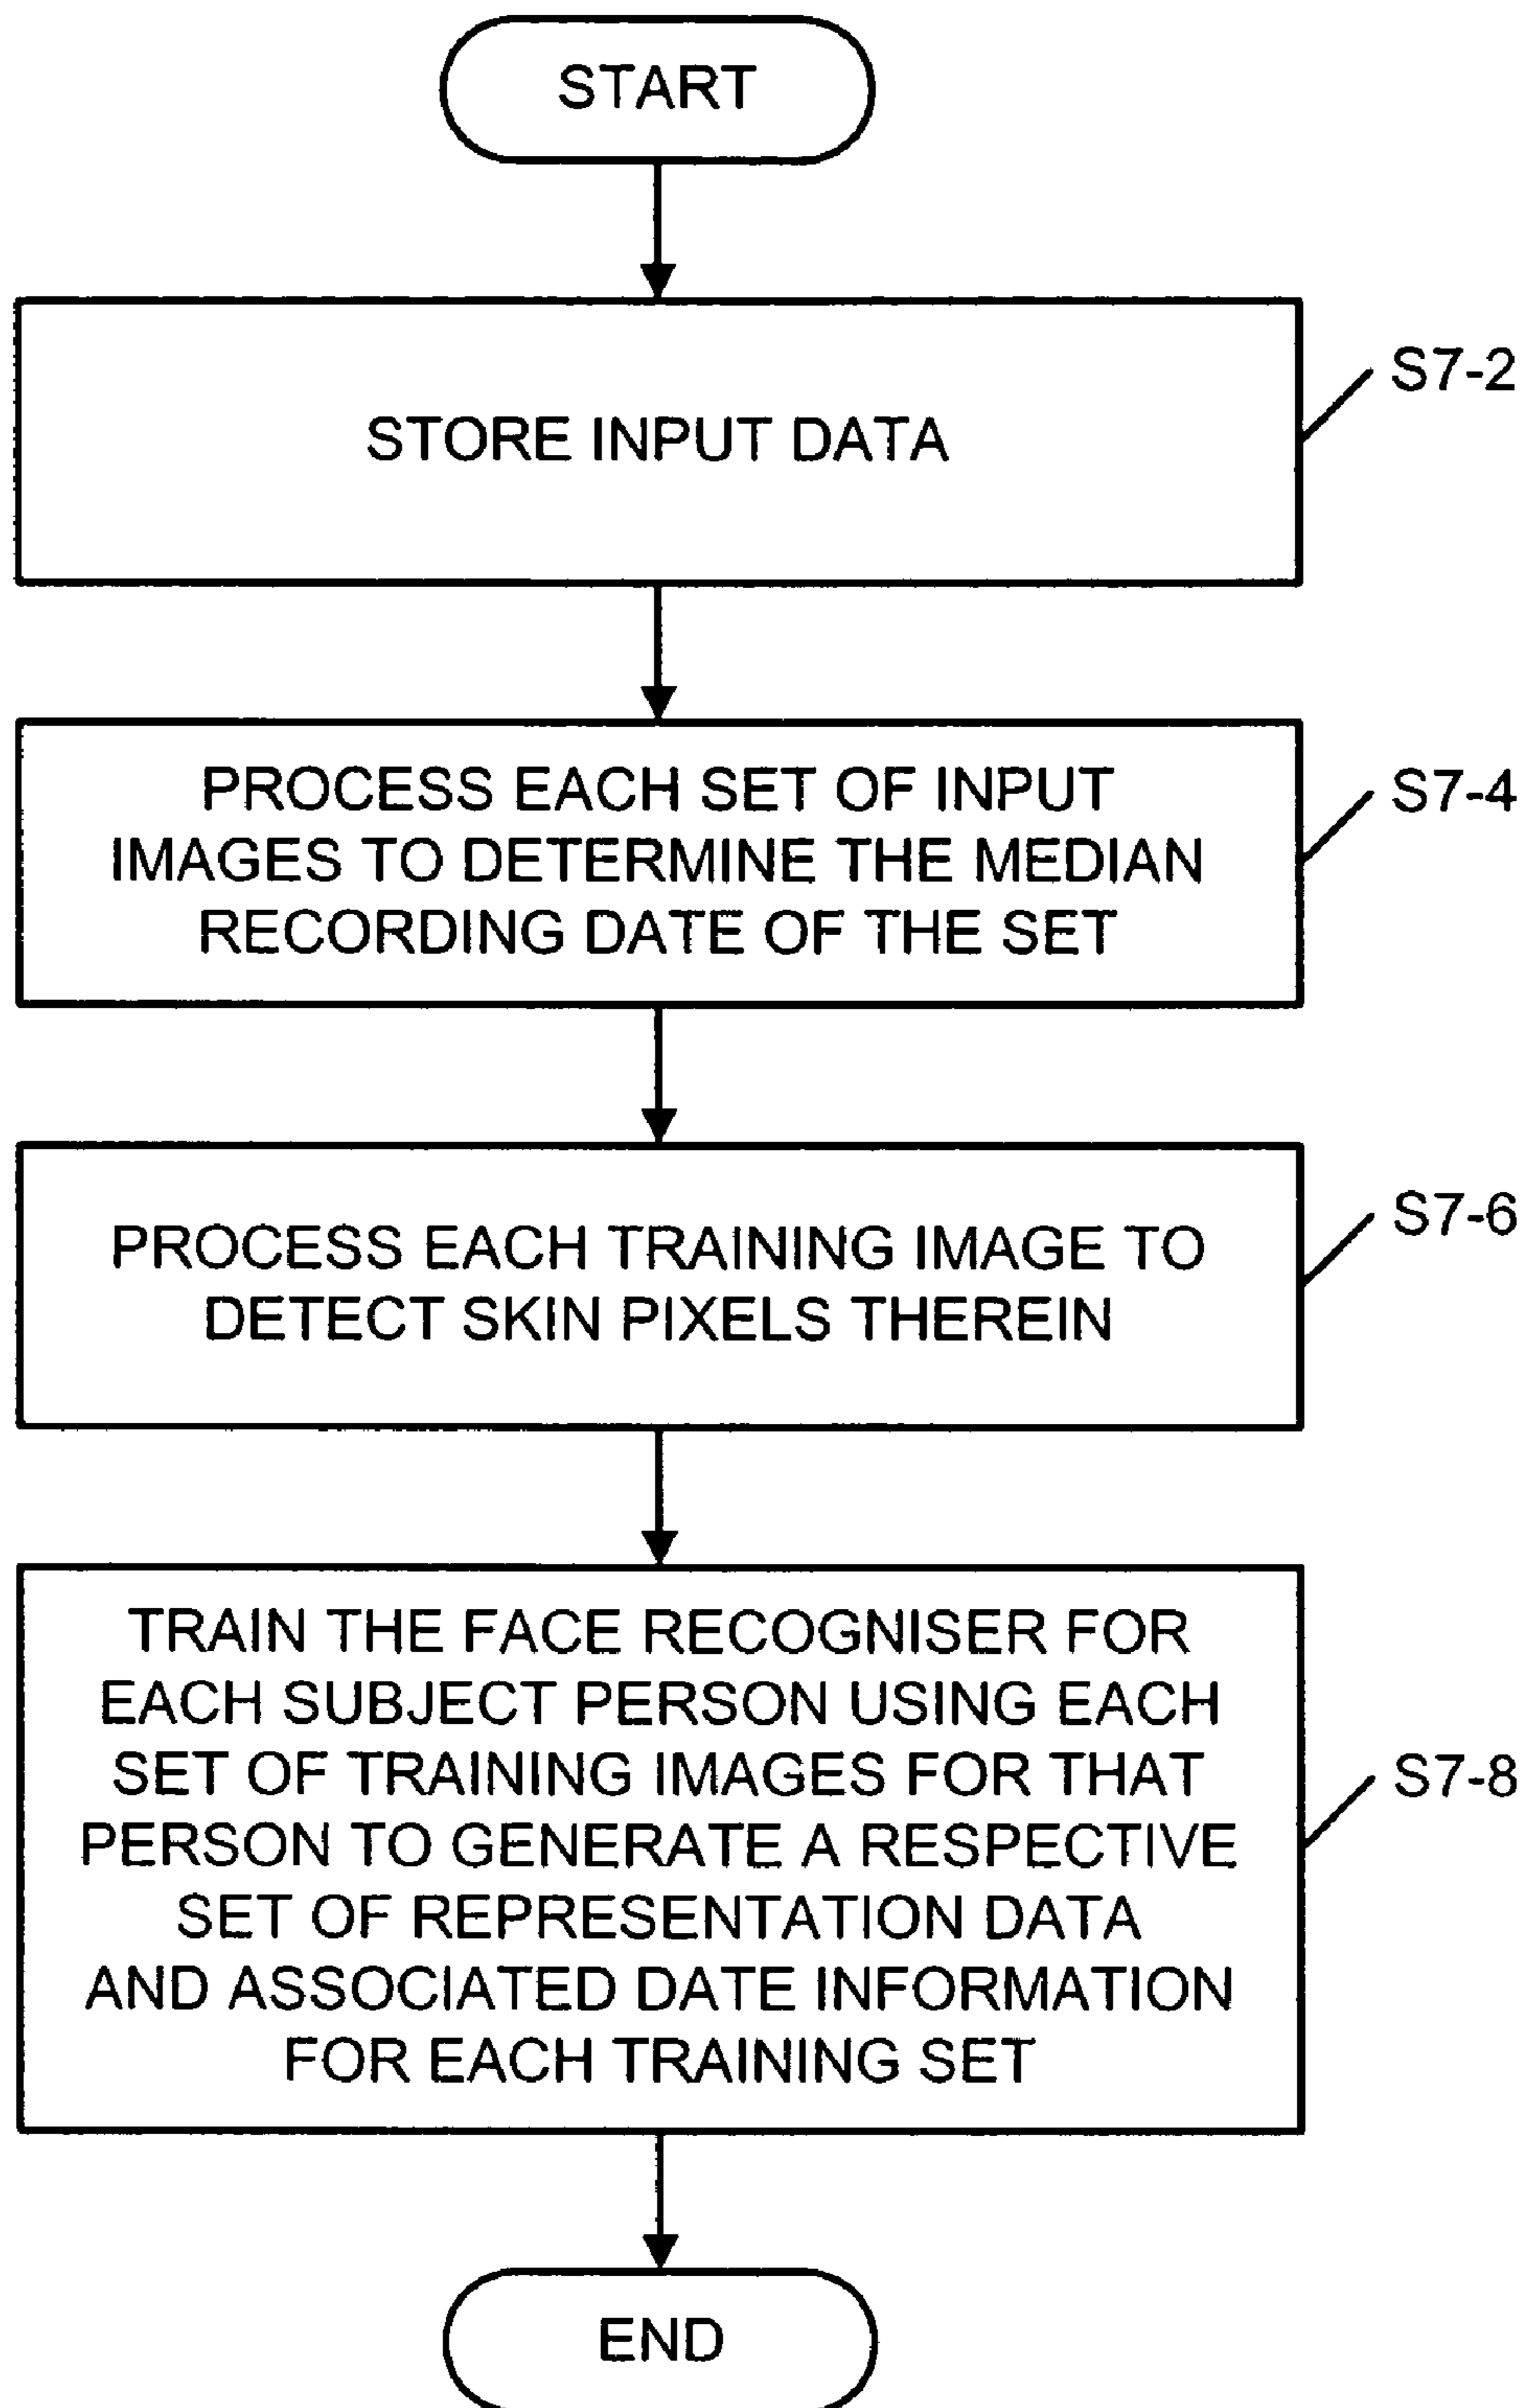 START
STORE INPUT DATA
S7-2
PROCESS EACH SET OF INPUT
IMAGES TO DETERMINE THE MEDIAN
RECORDING DATE OF THE SET
S7-4
PROCESS EACH TRAINING IMAGE TO
DETECT SKIN PIXELS THEREIN
S7-6
TRAIN THE FACE RECOGNISER FOR
EACH SUBJECT PERSON USING EACH
SET OF TRAINING IMAGES FOR THAT
PERSON TO GENERATE A RESPECTIVE
SET OF REPRESENTATION DATA
AND ASSOCIATED DATE INFORMATION
FOR EACH TRAINING SET
S7-8
END